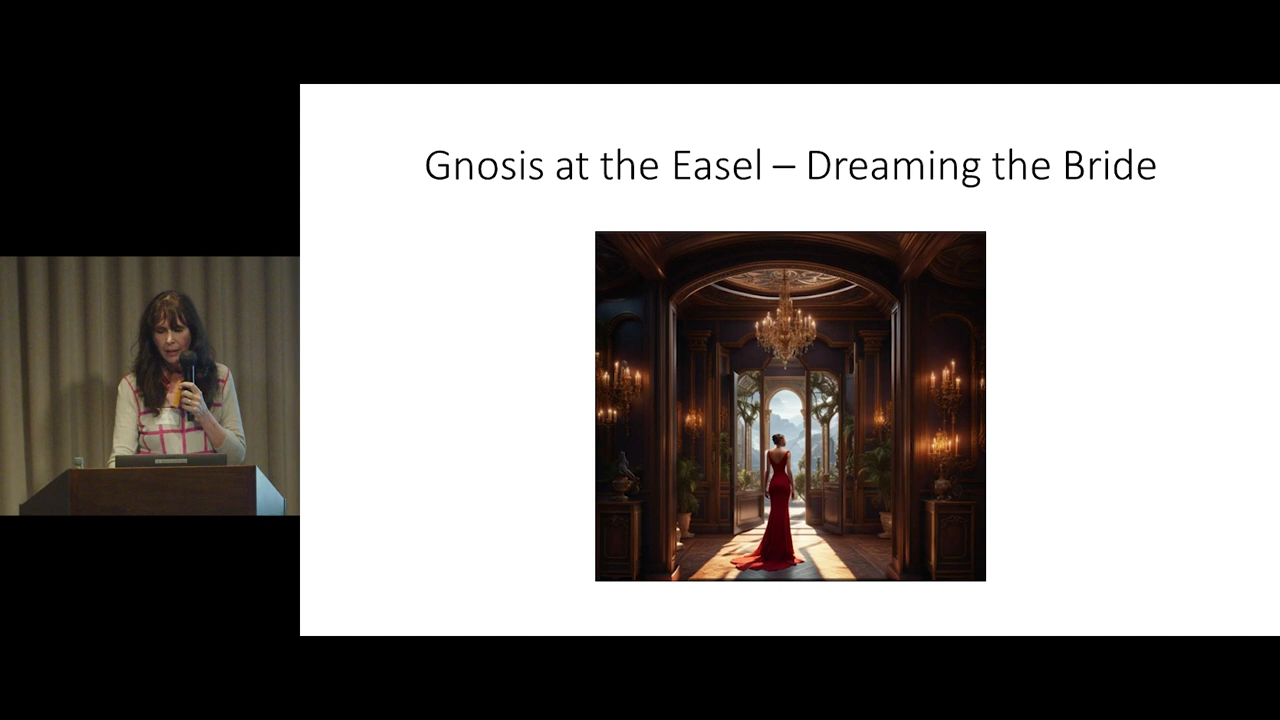 Gnosis at the Easel – Dreaming the Bride